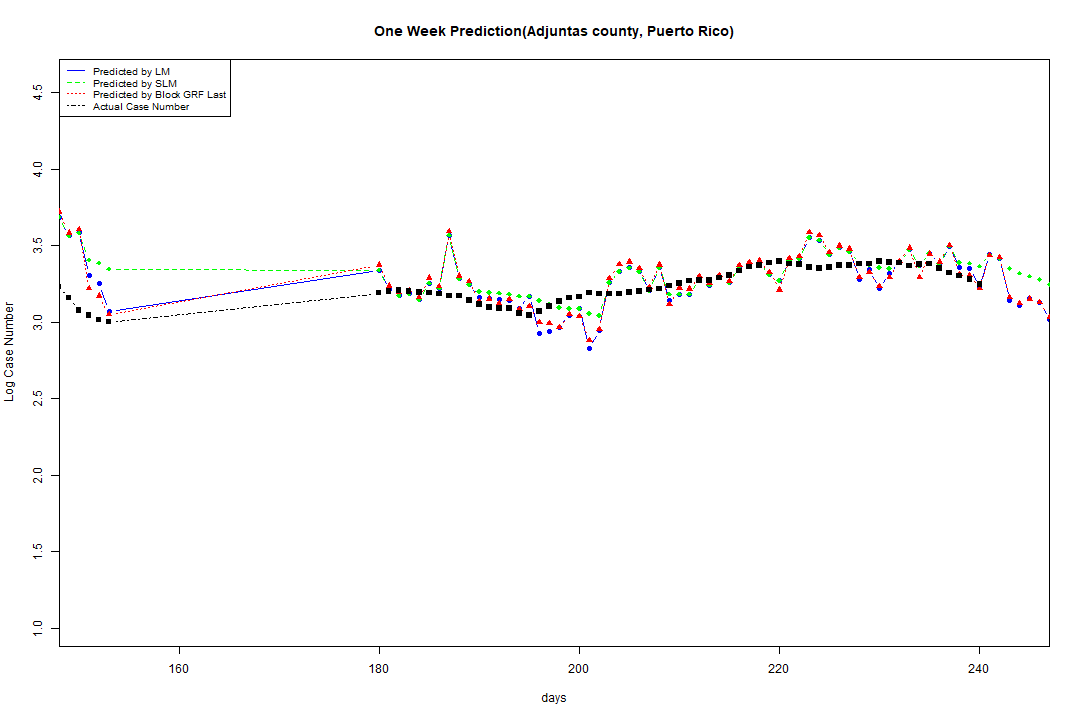 One Week Prediction(Adjuntas county, Puerto Rico)
Predicted by LM
Predicted by SLM
Predicted by Block GRF Last
Actual Case Number
4.5
4.0
3.5
3.0
2.5
2.0
1.5
1.0
Log Case Number
160 180 200 220 240
days